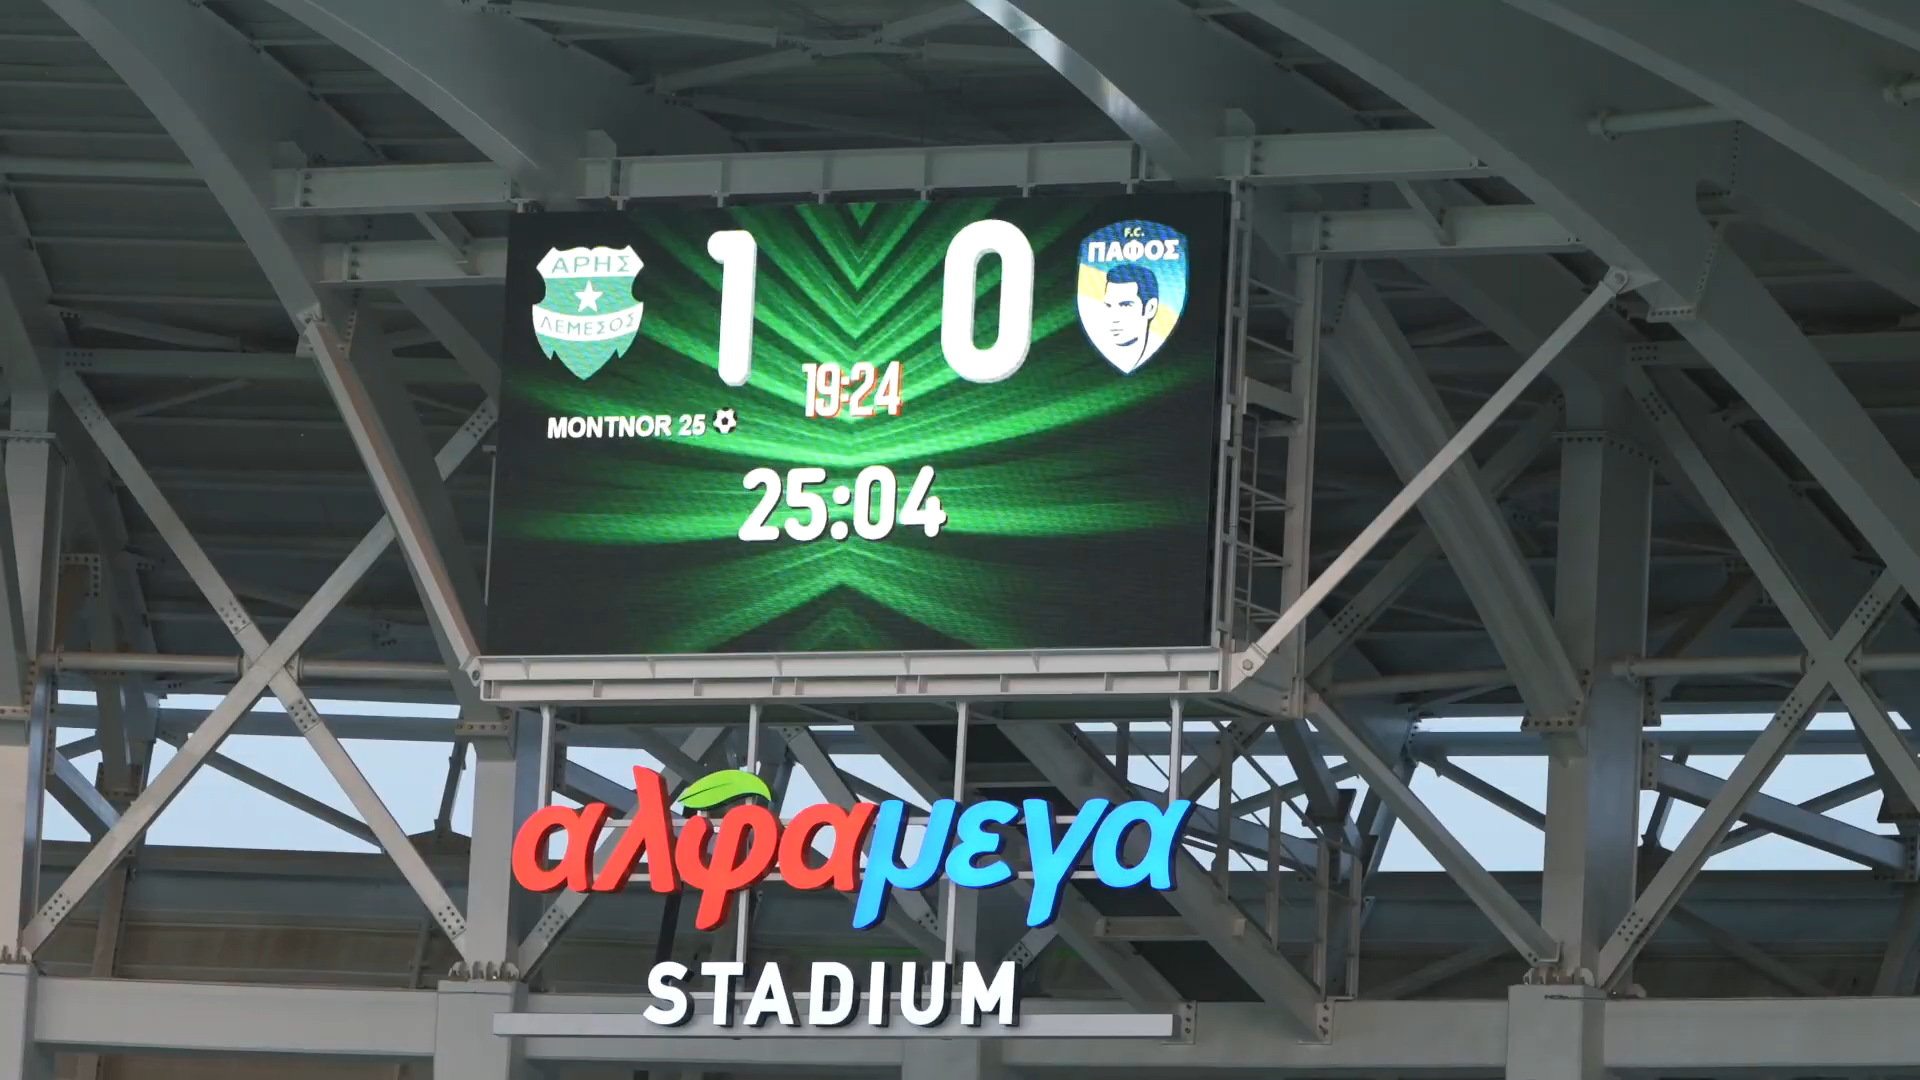 1 0
ΑΡΗΣ
ΛΕΜΕΣΟΣ
F.C.
ΠΑΦΟΣ
19:24
MONTNOR 25
25:04
αλφαμεγα
STADIUM